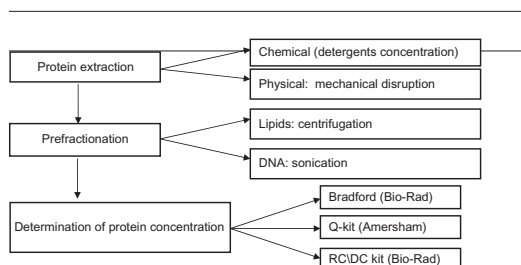 Chemical (detergents concentration)
Protein extraction
Physical: mechanical disruption
Lipids: centrifugation
Prefractionation
DNA: sonication
Bradford (Bio-Rad)
Determination of protein concentration
Q-kit (Amersham)
RC\DC kit (Bio-Rad)